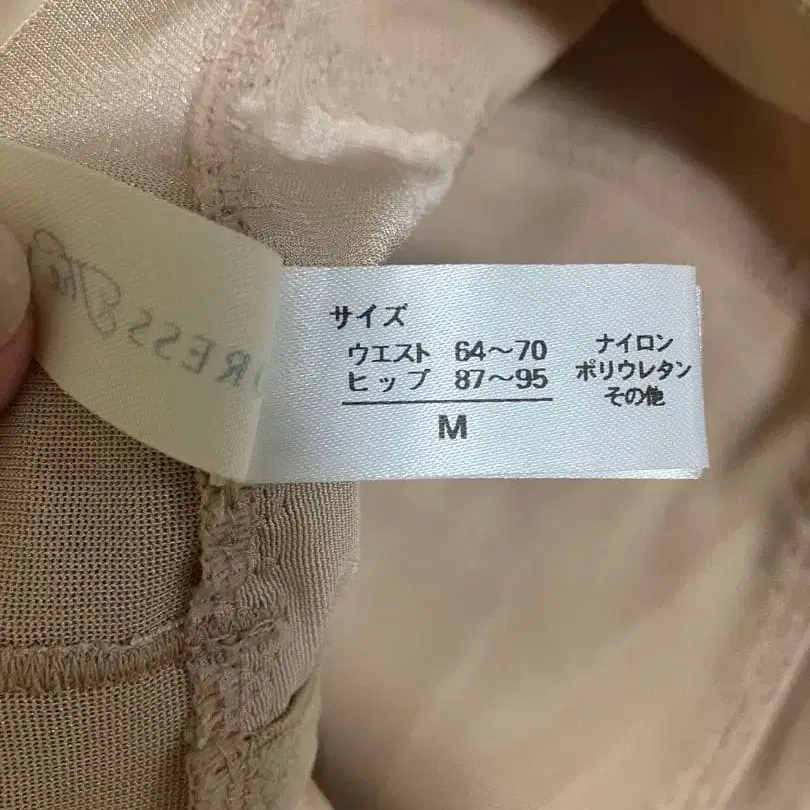 サイズ
ウエスト 64～70
ヒップ 87～95
M
ナイロン
ポリウレタン
その他